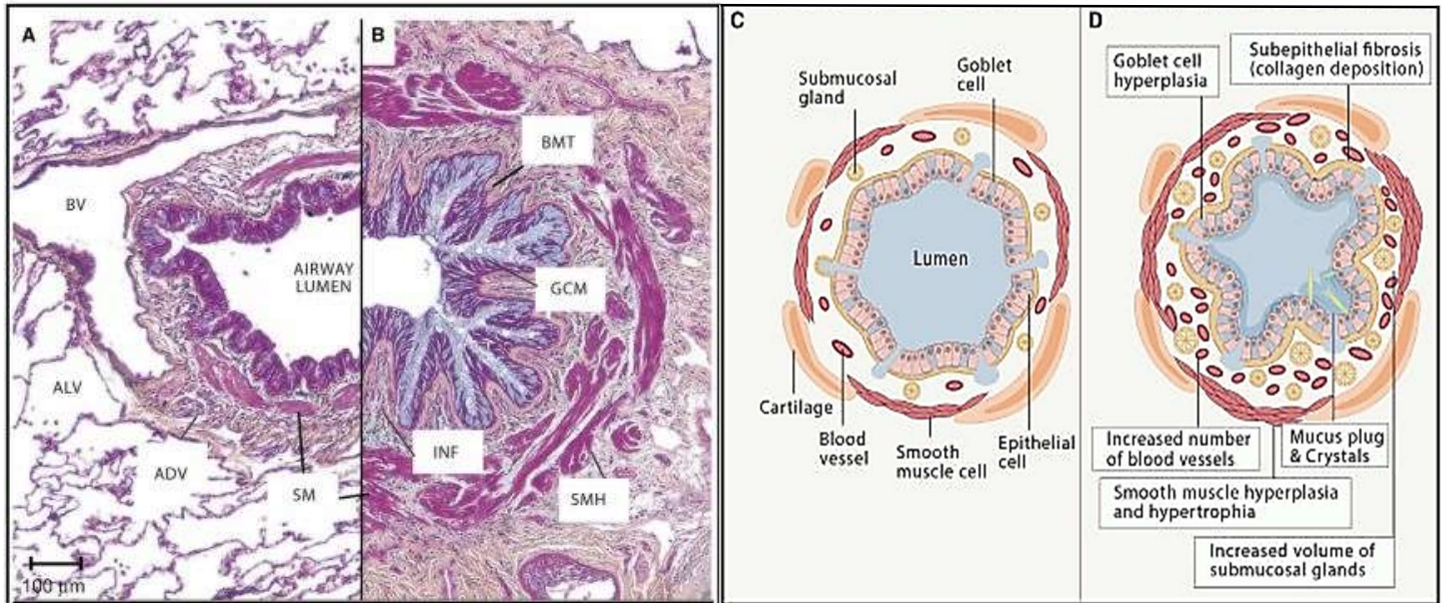 A
B
BMT
BV
AIRWAY
LUMEN
GCM
ALV
INF
ADV
SM
SMH
100 µm
C
Submucosal
gland
Goblet
cell
Lumen
Cartilage
Blood
vessel
Smooth
muscle cell
Epithelial
cell
D
Goblet cell
hyperplasia
Subepithelial fibrosis
(collagen deposition)
Increased number
of blood vessels
Mucus plug
& Crystals
Smooth muscle hyperplasia
and hypertrophia
Increased volume of
submucosal glands